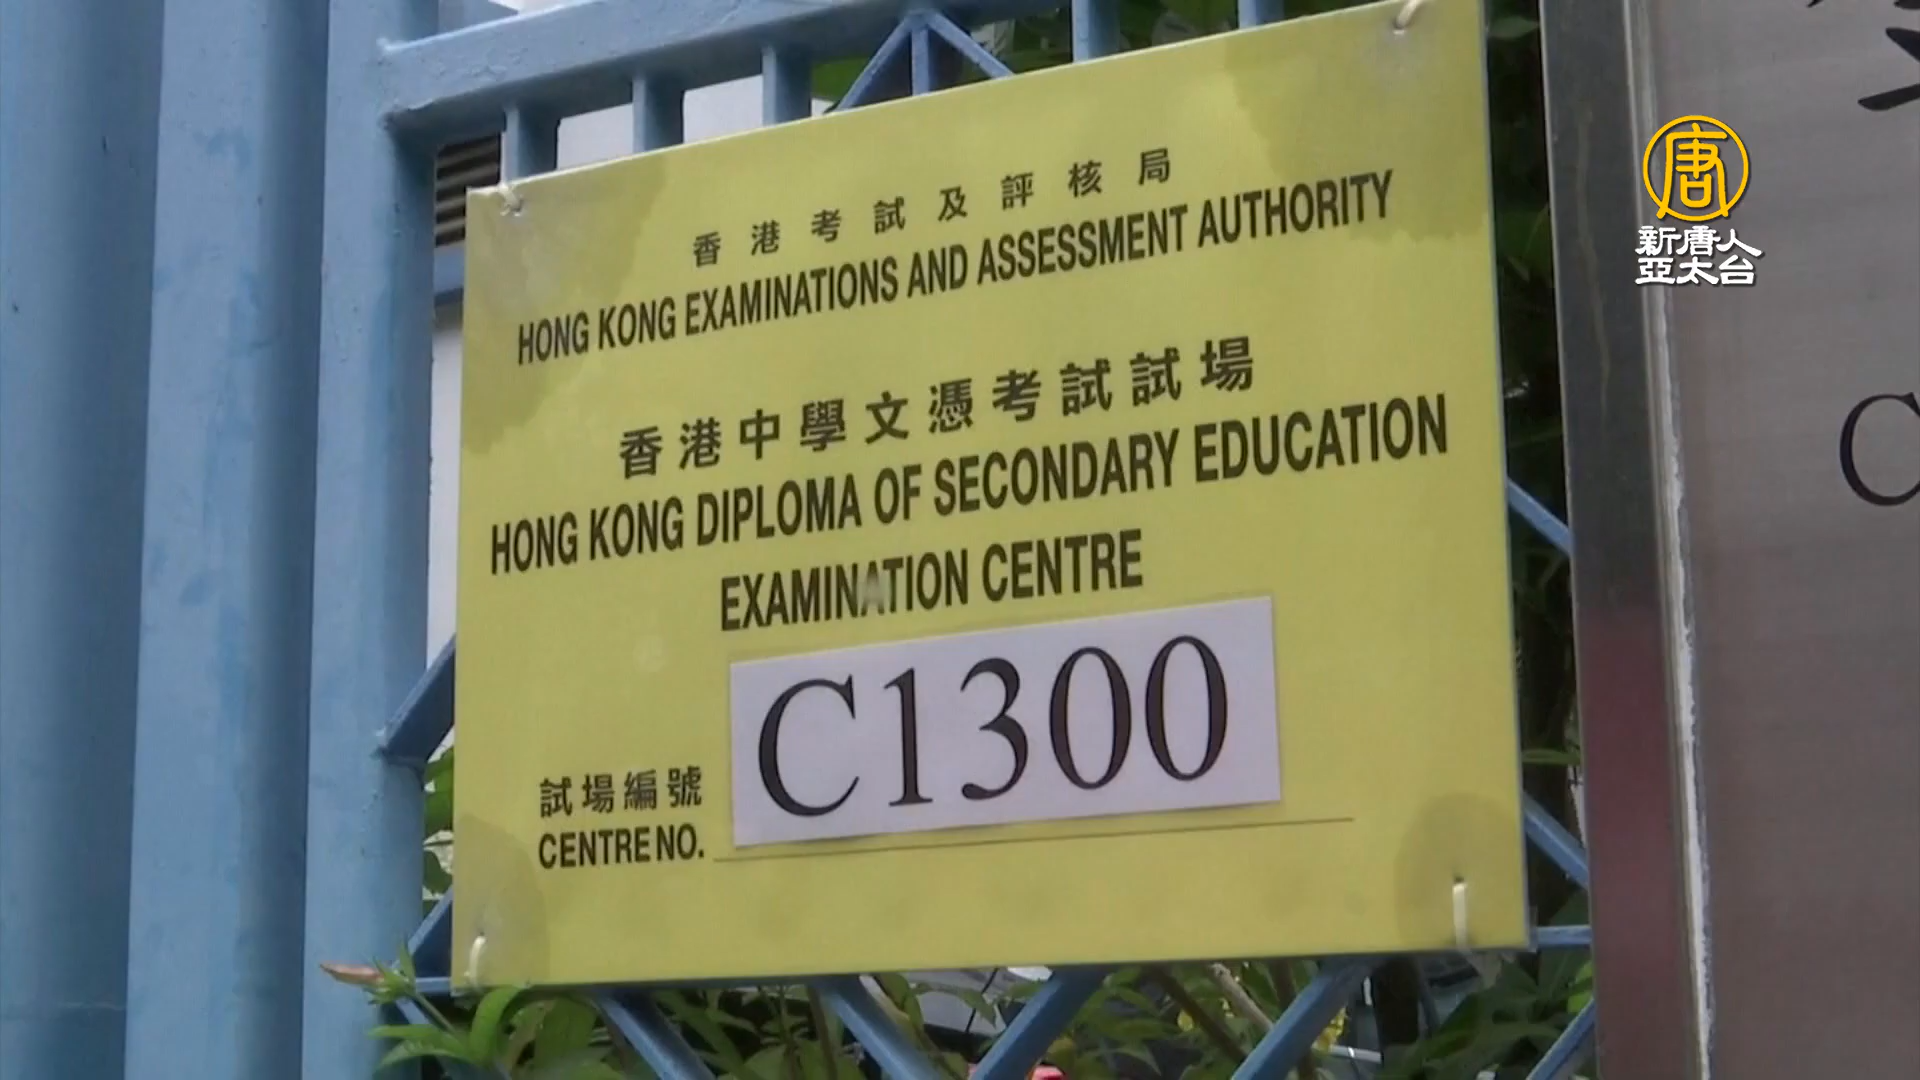 香港考試及評核局
HONG KONG EXAMINATIONS AND ASSESSMENT AUTHORITY
香港中學文憑考試試場
HONG KONG DIPLOMA OF SECONDARY EDUCATION
EXAMINATION CENTRE
試場編號
CENTRE NO.
C1300
唐
新唐人
亞太台
C